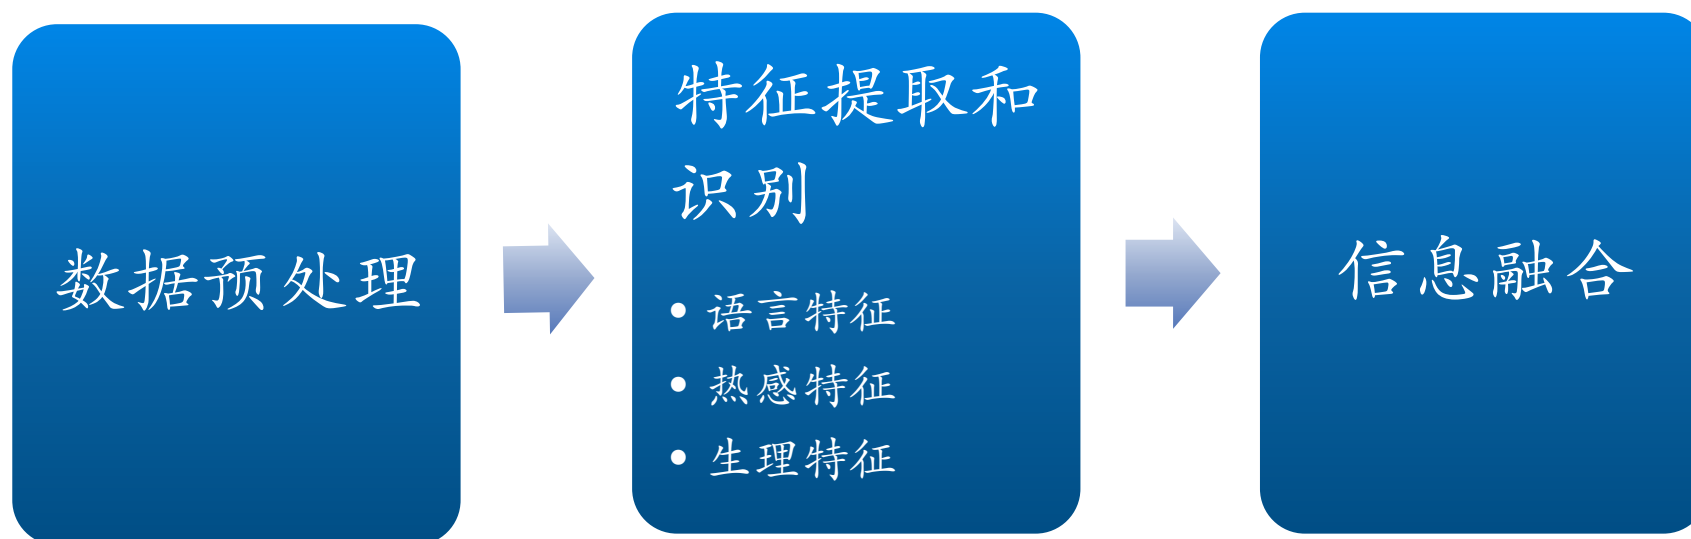 数据预处理
特征提取和
识别
• 语言特征
• 热感特征
• 生理特征
信息融合